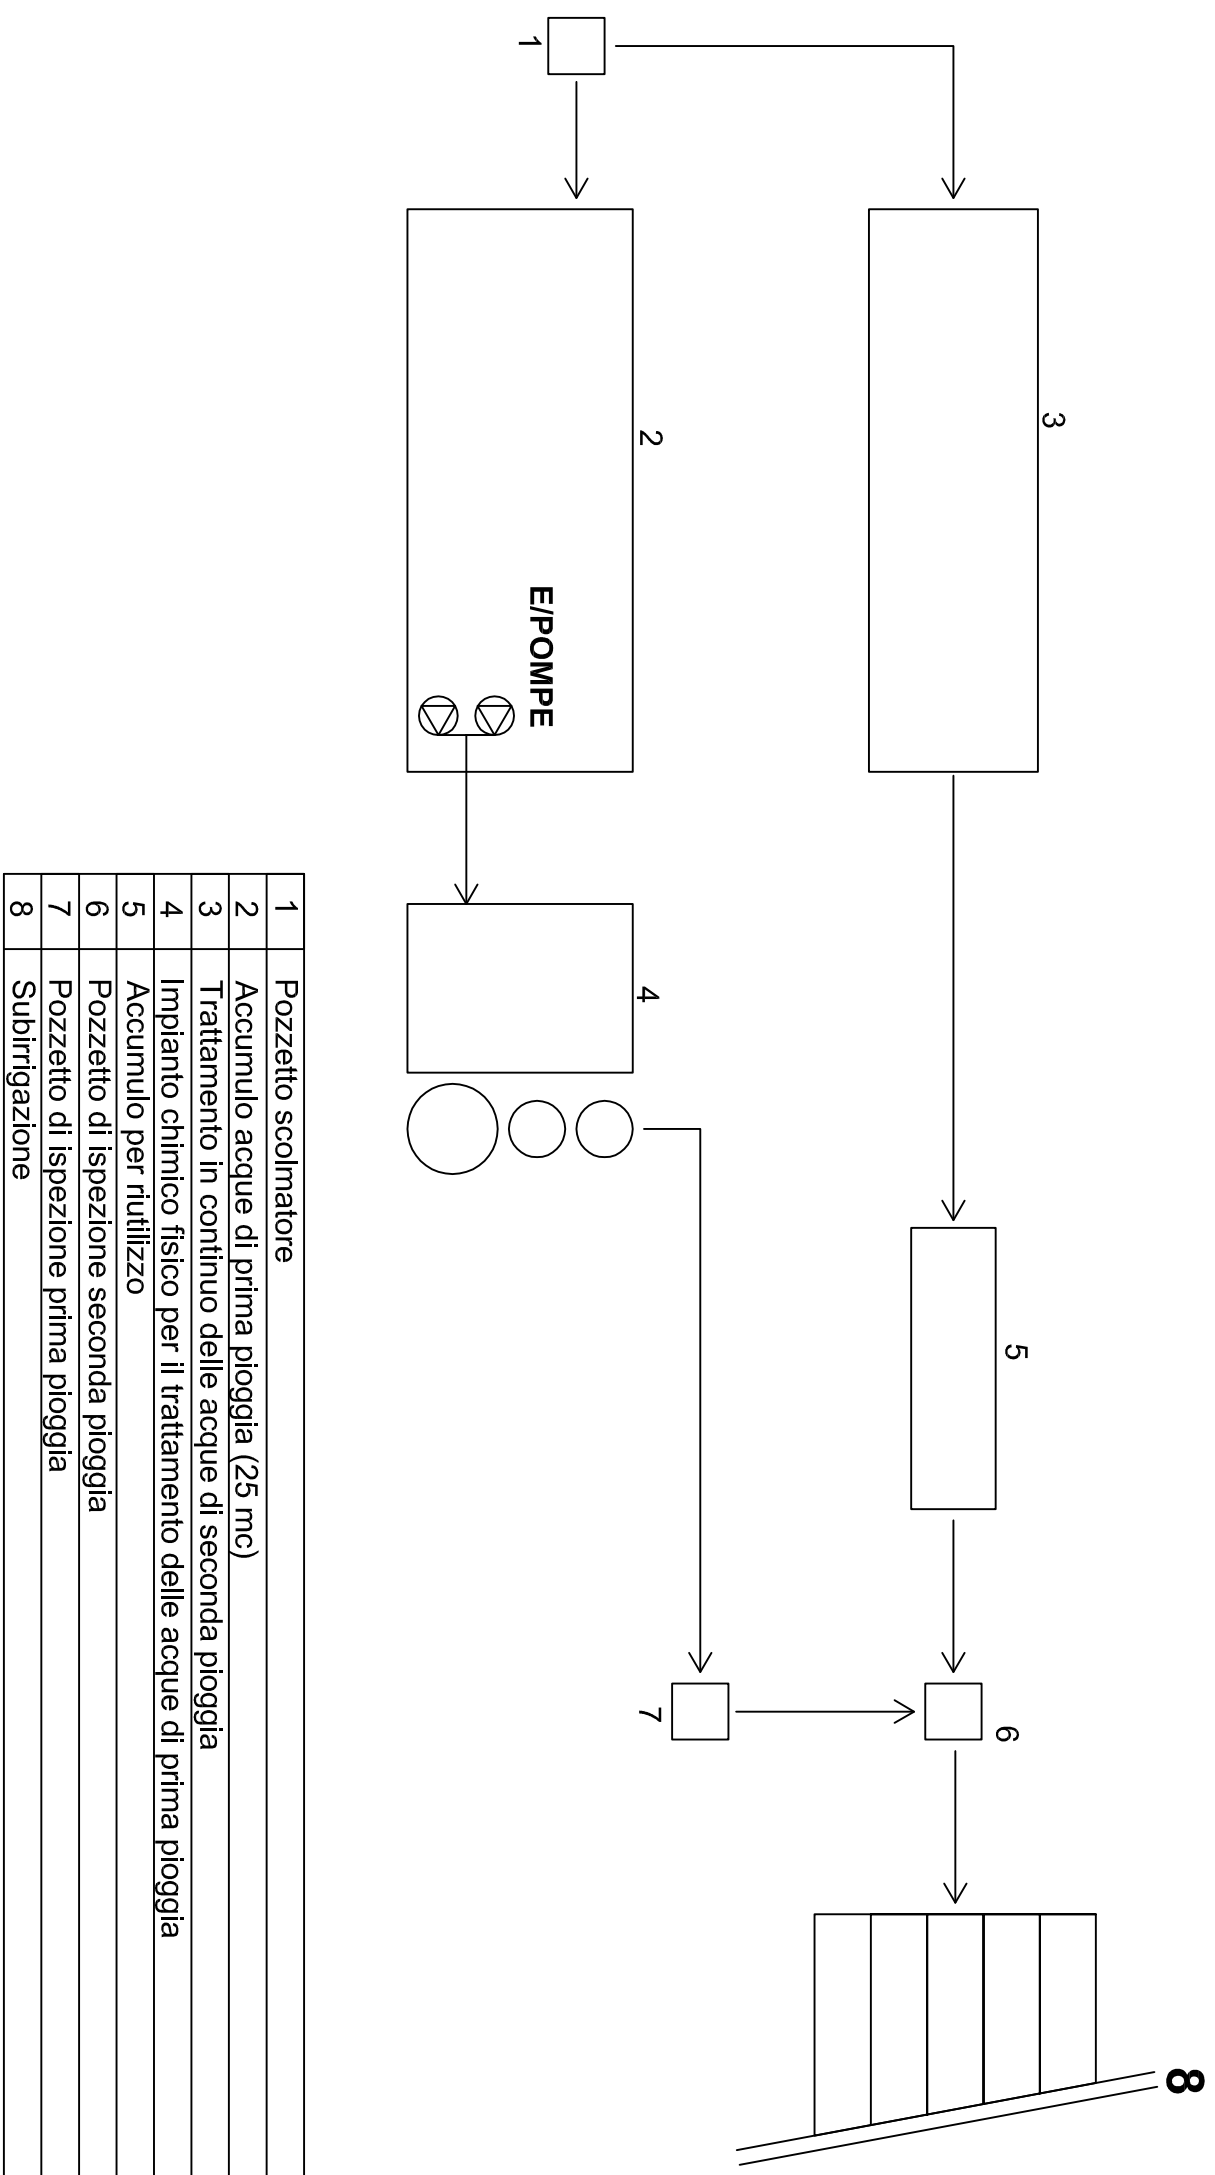 8
3
5
6
1
2
E/POMPE
4
7
1 Pozzetto scolmatore
2 Accumulo acque di prima pioggia (25 mc)
3 Trattamento in continuo delle acque di seconda pioggia
4 Impianto chimico fisico per il trattamento delle acque di prima pioggia
5 Accumulo per riutilizzo
6 Pozzetto di ispezione seconda pioggia
7 Pozzetto di ispezione prima pioggia
8 Subirrigazione